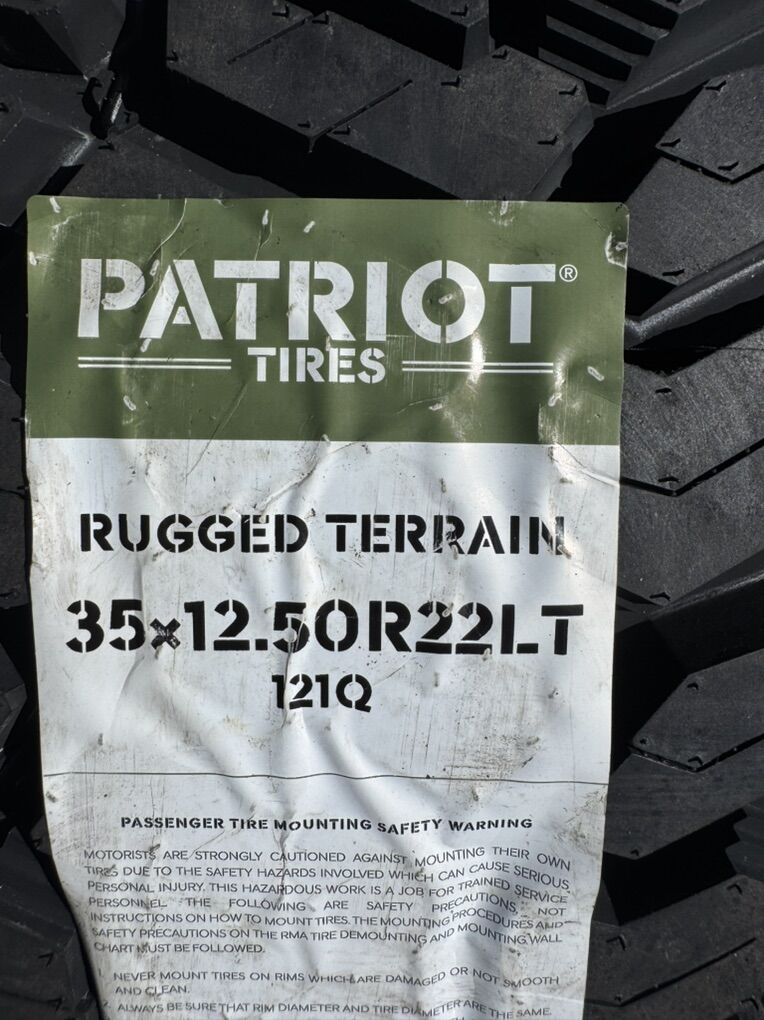 PATRIOT®
TIRES
RUGGED TERRAIN
35x12.50R22LT
121Q
PASSENGER TIRE MOUNTING SAFETY WARNING
MOTORISTS ARE STRONGLY CAUTIONED AGAINST MOUNTING THEIR OWN
TIRES DUE TO THE SAFETY HAZARDS INVOLVED WHICH CAN CAUSE SERIOUS
PERSONAL INJURY. THIS HAZARDOUS WORK IS A JOB FOR TRAINED SERVICE
PERSONNEL. THE FOLLOWING ARE SAFETY PRECAUTIONS, NOT
INSTRUCTIONS ON HOW TO MOUNT TIRES. THE MOUNTING PROCEDURES AND
SAFETY PRECAUTIONS ON THE RMA TIRE DEMOUNTING AND MOUNTING WALL
CHART MUST BE FOLLOWED.
1. NEVER MOUNT TIRES ON RIMS WHICH ARE DAMAGED OR NOT SMOOTH
AND CLEAN.
2. ALWAYS BE SURE THAT RIM DIAMETER AND TIRE DIAMETER ARE THE SAME.